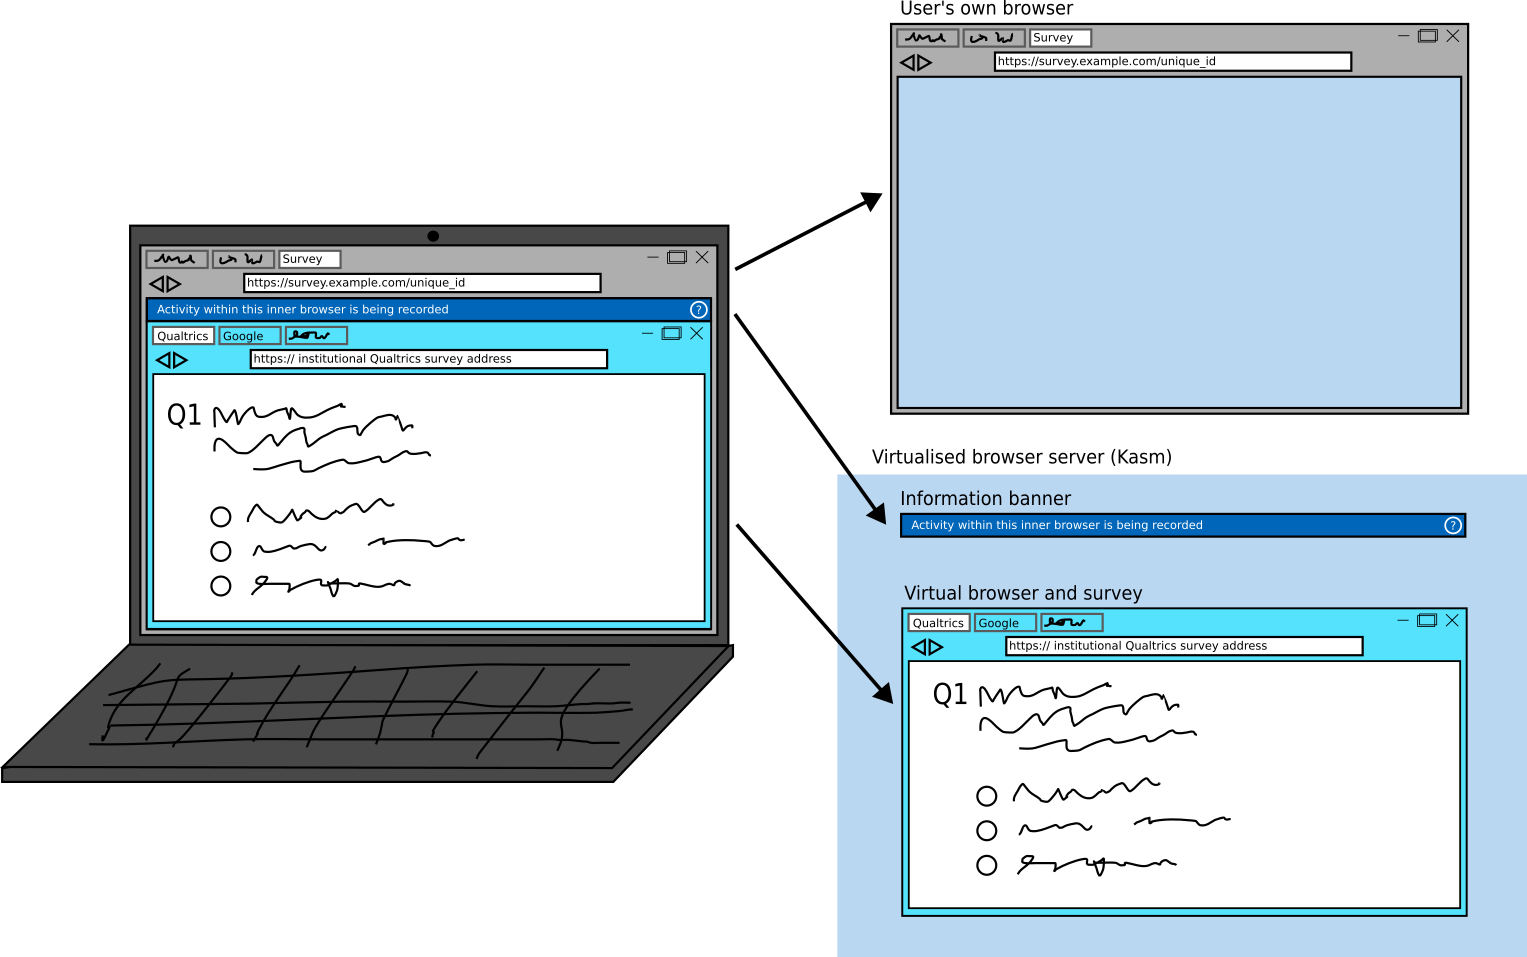 User's own browser
Survey
https://survey.example.com/unique_id
Survey
https://survey.example.com/unique_id
Activity within this inner browser is being recorded ?
Qualtrics Google
https:// institutional Qualtrics survey address
Q1
Virtualised browser server (Kasm)
Information banner
Activity within this inner browser is being recorded ?
Virtual browser and survey
Qualtrics Google
https:// institutional Qualtrics survey address
Q1